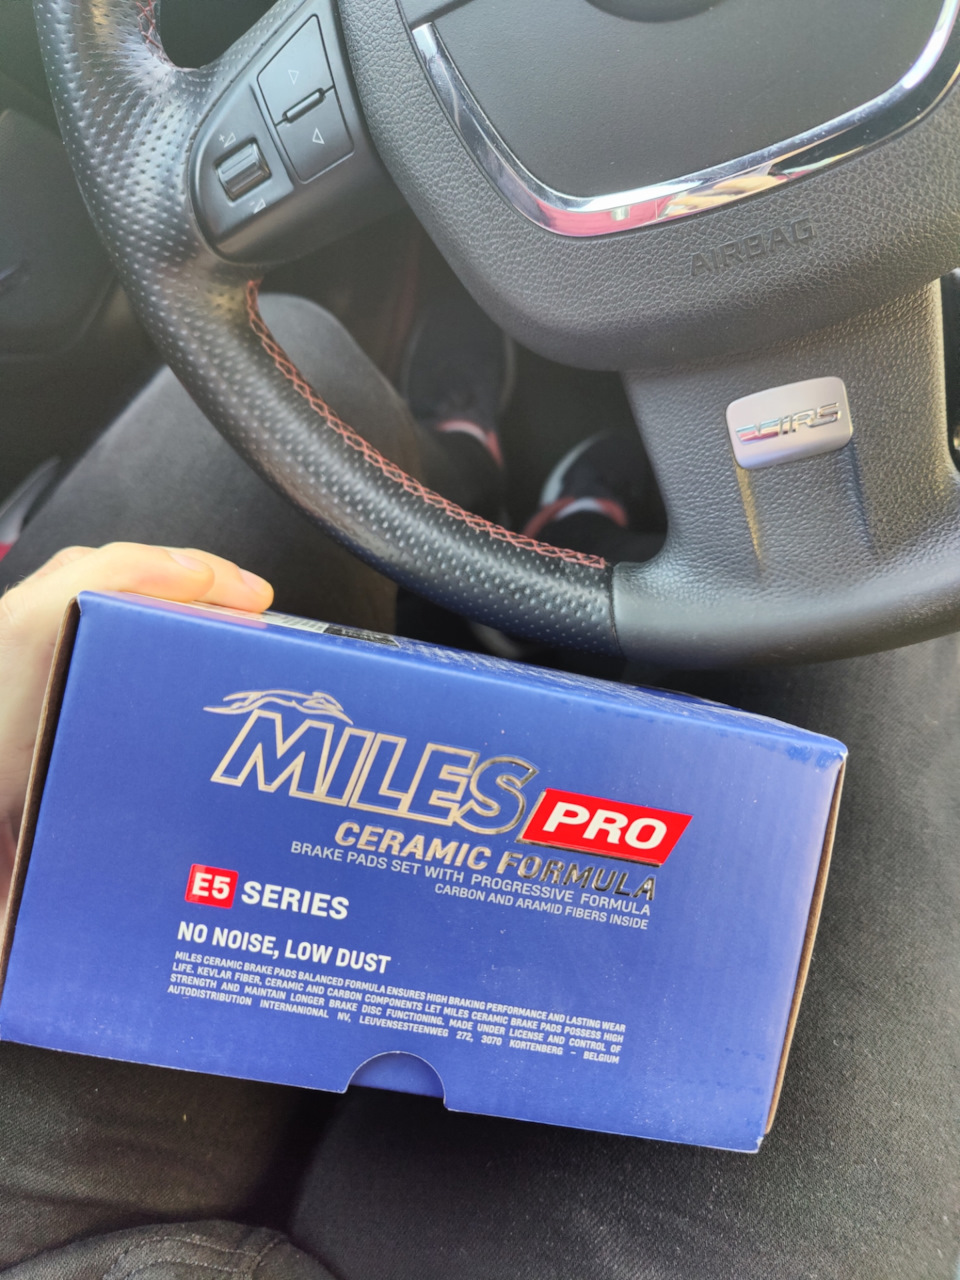 AIRBAG
RS
MILES
PRO
CERAMIC FORMULA
BRAKE PADS SET WITH PROGRESSIVE FORMULA
CARBON AND ARAMID FIBERS INSIDE
E5 SERIES
NO NOISE, LOW DUST
MILES CERAMIC BRAKE PADS BALANCED FORMULA ENSURES HIGH BRAKING PERFORMANCE AND LASTING WEAR
LIFE. KEVLAR FIBER, CERAMIC AND CARBON COMPONENTS LET MILES CERAMIC BRAKE PADS POSSESS HIGH
STRENGTH AND MAINTAIN LONGER BRAKE DISC FUNCTIONING. MADE UNDER LICENSE AND CONTROL OF
AUTODISTRIBUTION INTERNANIONAL NV, LEUVENSESTEENWEG 272, 3070 KORTENBERG – BELGIUM